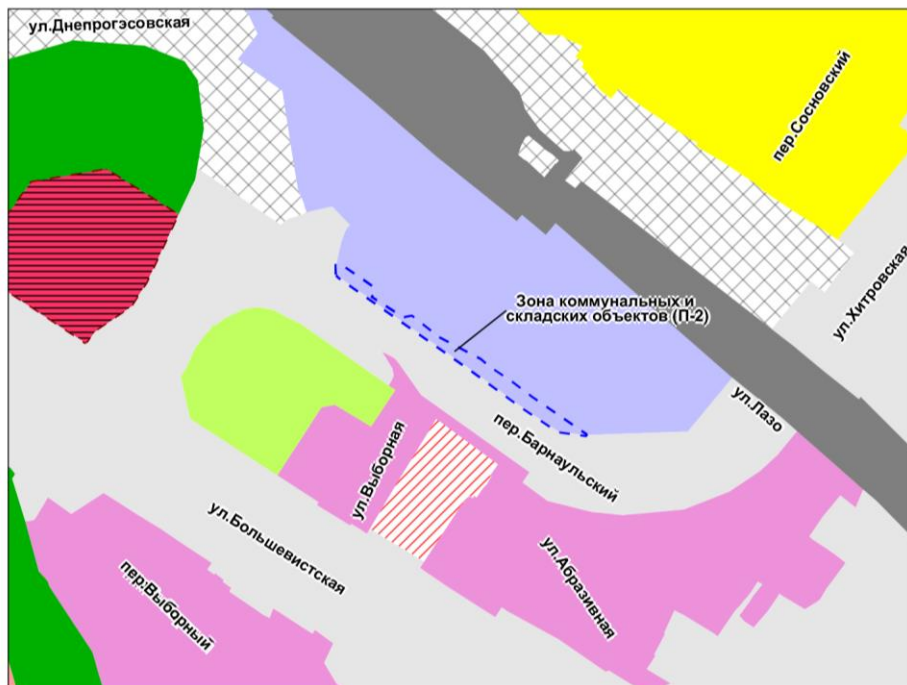 ул.Днепрогэсовская
пер.Сосновский
ул.Хитровская
Зона коммунальных и
складских объектов (П-2)
ул.Лазо
пер.Барнаульский
ул.Выборная
ул.Большевистская
ул.Абразивная
пер.Выборный